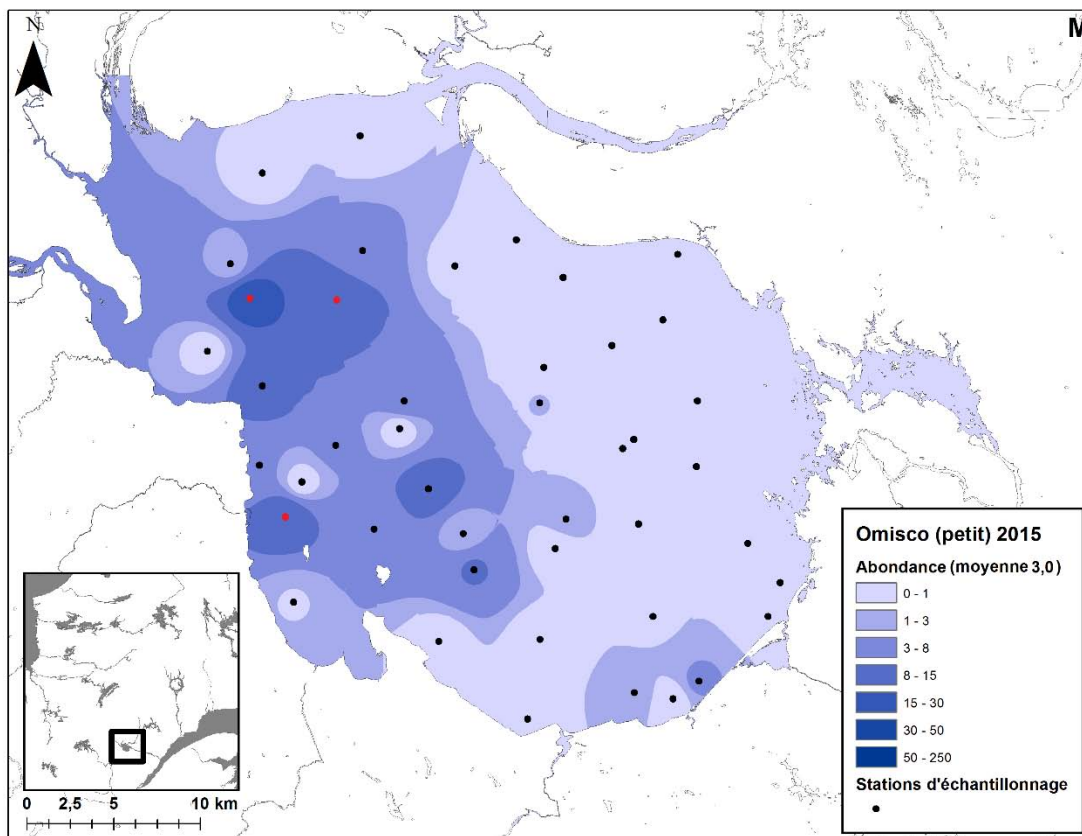 N
M
Omisco (petit) 2015
Abondance (moyenne 3,0)
0 - 1
1 - 3
3 - 8
8 - 15
15 - 30
30 - 50
50 - 250
Stations d'échantillonnage
0 2,5 5 10 km